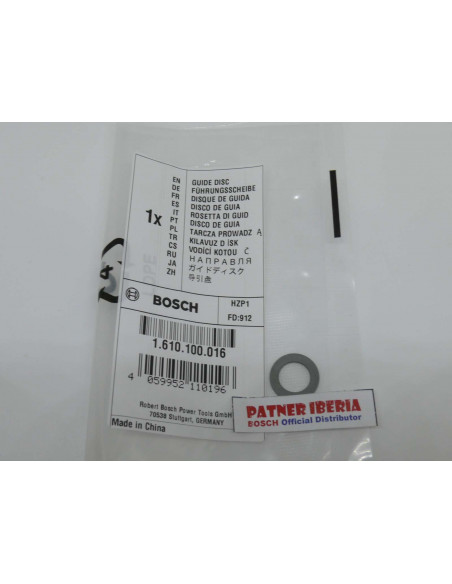 1x
EN GUIDE DISC
DE FÜHRUNGSSCHEIBE
FR DISQUE DE GUIDA
ES DISCO DE GUIA
IT ROSETTA DI GUID
PT DISCO DE GUIA
PL TARCZA PROWADZ Ą
TR KILAVUZ D İSK
CS VODÍCÍ KOTOU Č
RU НАПРАВЛЯ
JA ガイドディスク
ZH 导引盘
BOSCH
HZP1
FD:912
1.610.100.016
4 059952 110196
Robert Bosch Power Tools GmbH
70538 Stuttgart, GERMANY
Made in China
PATNER IBERIA
BOSCH Official Distributor